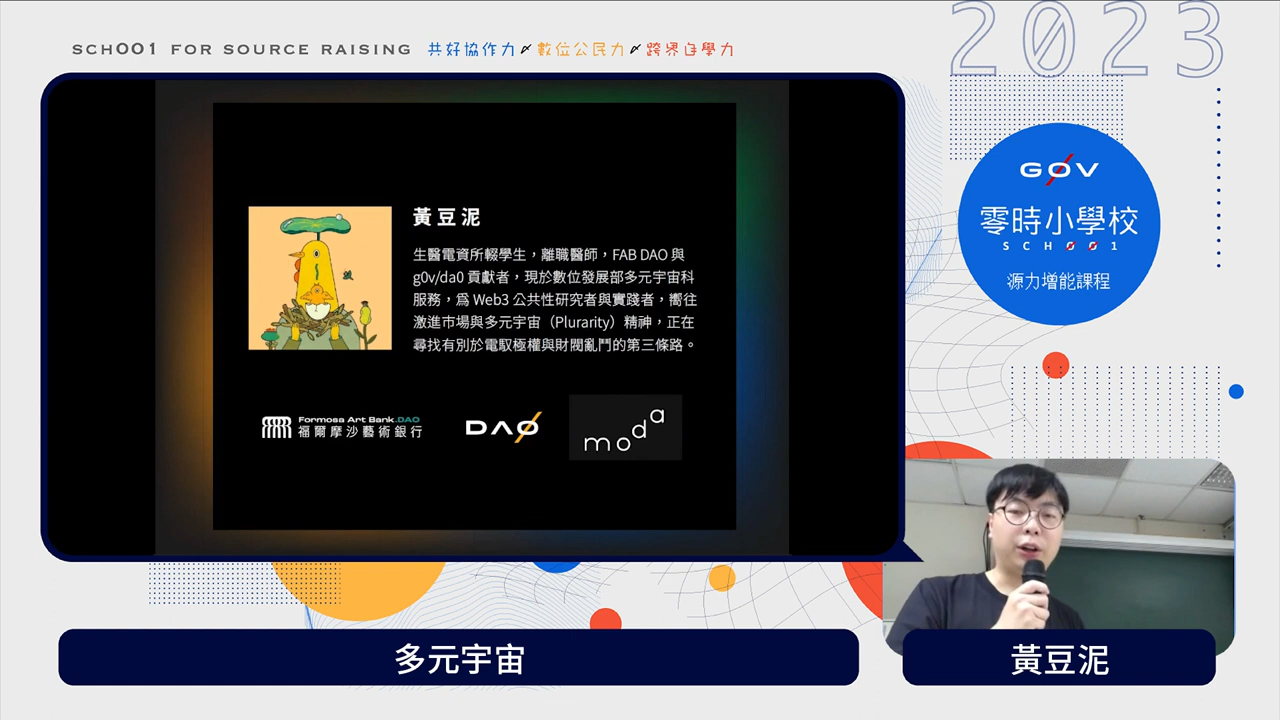 SCHOO1 FOR SOURCE RAISING 共好協作力 數位公民力 跨界自學力
2023
G0V
零時小學校
SCHOO1
源力增能課程
黃豆泥
生醫電資所輟學生，離職醫師，FAB DAO 與
g0v/da0 貢獻者，現於數位發展部多元宇宙科
服務，為 Web3 公共性研究者與實踐者，嚮往
激進市場與多元宇宙（Plurarity）精神，正在
尋找有別於電馭極權與財閥亂鬥的第三條路。
Formosa Art Bank.DAO
福爾摩沙藝術銀行
DAO
moda
多元宇宙
黃豆泥